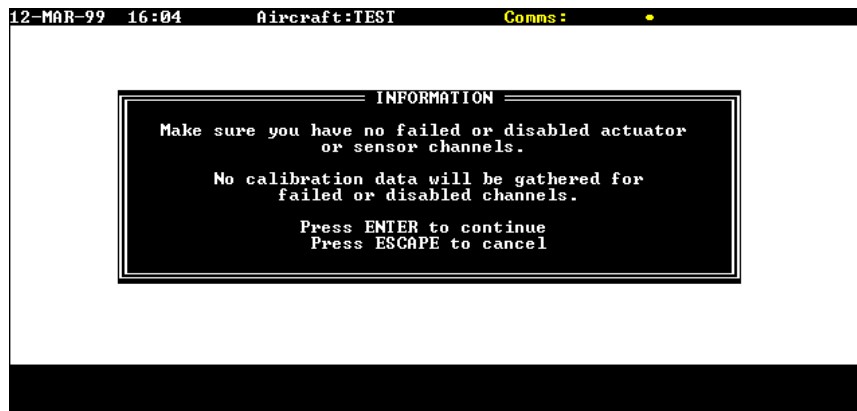 12-MAR-99 16:04 Aircraft:TEST Comms:
INFORMATION
Make sure you have no failed or disabled actuator
or sensor channels.
No calibration data will be gathered for
failed or disabled channels.
Press ENTER to continue
Press ESCAPE to cancel